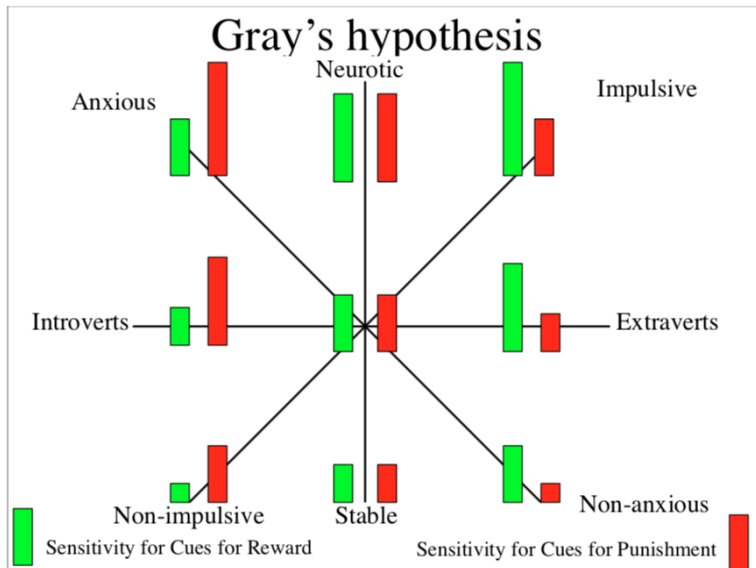 Gray's hypothesis
Neurotic
Anxious
Impulsive
Introverts
Extraverts
Non-impulsive
Stable
Non-anxious
Sensitivity for Cues for Reward
Sensitivity for Cues for Punishment